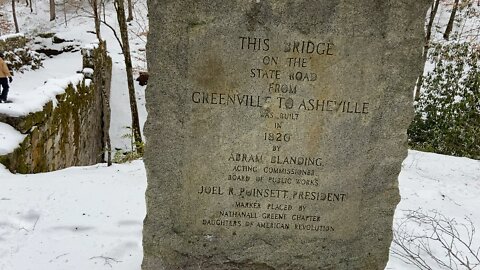 THIS BRIDGE
ON THE
STATE ROAD
FROM
GREENVILLE TO ASHEVILLE
WAS BUILT
IN
1820
BY
ABRAM BLANDING,
ACTING COMMISSIONER
BOARD OF PUBLIC WORKS
JOEL R. POINSETT, PRESIDENT
MARKER PLACED BY
NATHANALL GREENE CHAPTER
DAUGHTERS OF AMERICAN REVOLUTION